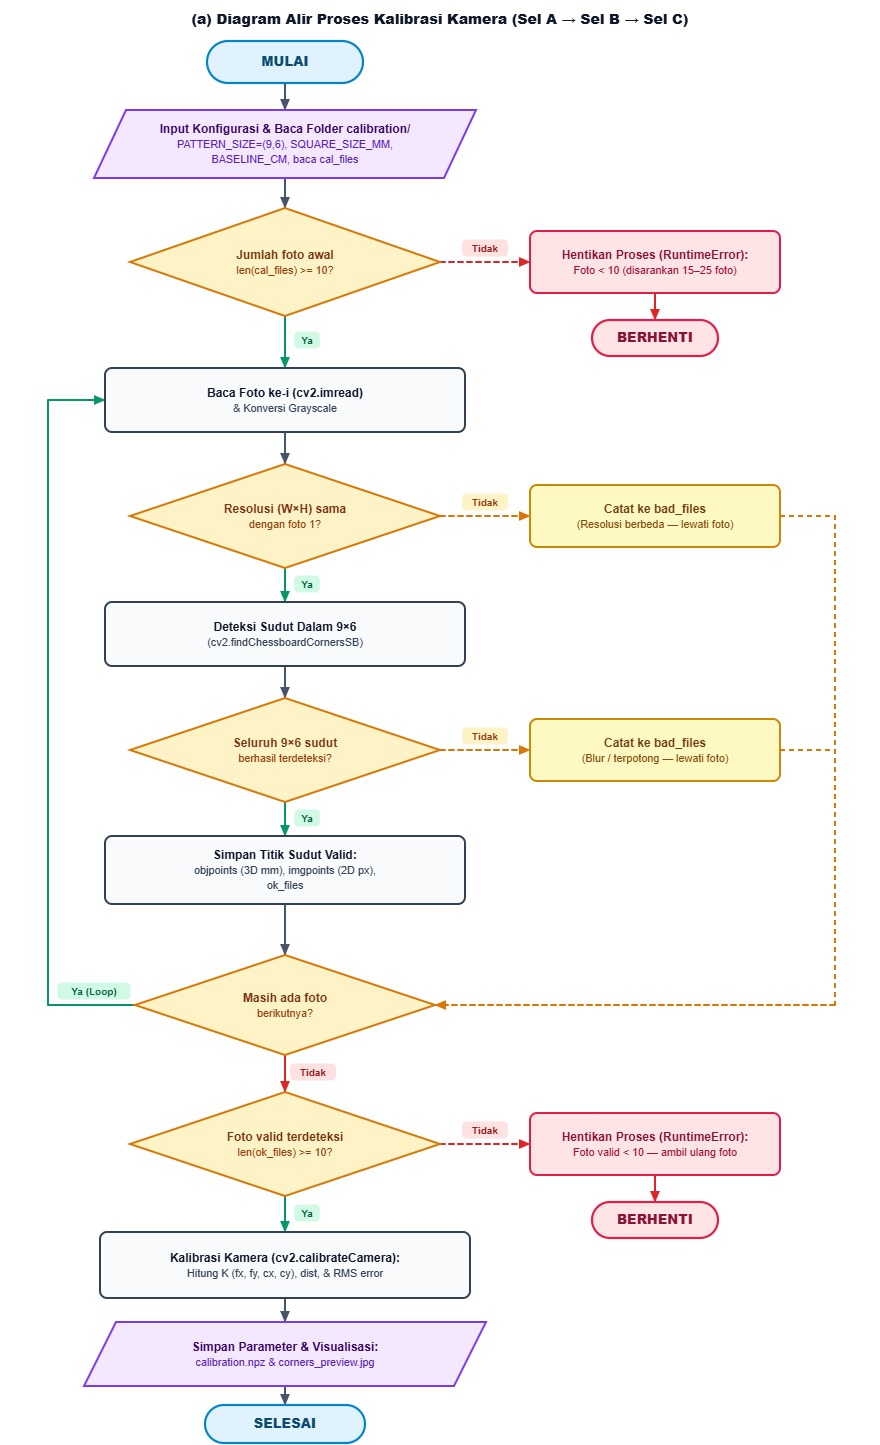 (a) Diagram Alir Proses Kalibrasi Kamera (Sel A → Sel B → Sel C)
MULAI
Input Konfigurasi & Baca Folder calibration/
PATTERN_SIZE=(9,6), SQUARE_SIZE_MM,
BASELINE_CM, baca cal_files
Jumlah foto awal
len(cal_files) >= 10?
Tidak
Hentikan Proses (RuntimeError):
Foto < 10 (disarankan 15–25 foto)
BERHENTI
Ya
Baca Foto ke-i (cv2.imread)
& Konversi Grayscale
Resolusi (W×H) sama
dengan foto 1?
Tidak
Catat ke bad_files
(Resolusi berbeda — lewati foto)
Ya
Deteksi Sudut Dalam 9×6
(cv2.findChessboardCornersSB)
Seluruh 9×6 sudut
berhasil terdeteksi?
Tidak
Catat ke bad_files
(Blur / terpotong — lewati foto)
Ya
Simpan Titik Sudut Valid:
objpoints (3D mm), imgpoints (2D px),
ok_files
Masih ada foto
berikutnya?
Ya (Loop)
Tidak
Foto valid terdeteksi
len(ok_files) >= 10?
Tidak
Hentikan Proses (RuntimeError):
Foto valid < 10 — ambil ulang foto
BERHENTI
Ya
Kalibrasi Kamera (cv2.calibrateCamera):
Hitung K (fx, fy, cx, cy), dist, & RMS error
Simpan Parameter & Visualisasi:
calibration.npz & corners_preview.jpg
SELESAI